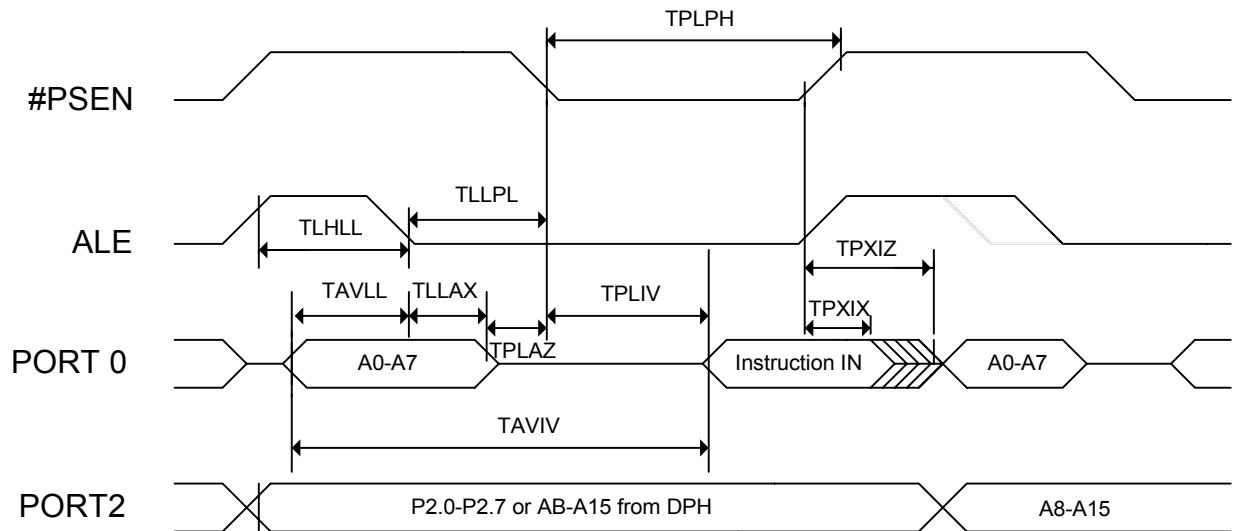 TPLPH
#PSEN
TLLPL
TLHLL
ALE
TPXIZ
TAVLL
TLLAX
TPLIV
TPXIX
TPLAZ
PORT 0
A0-A7
Instruction IN
A0-A7
TAVIV
PORT2
P2.0-P2.7 or AB-A15 from DPH
A8-A15